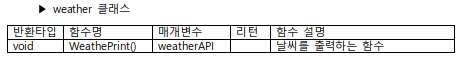 ▶ weather 클래스
반환타입 함수명 매개변수 리턴 함수 설명
void WeathePrint() weatherAPI 날씨를 출력하는 함수